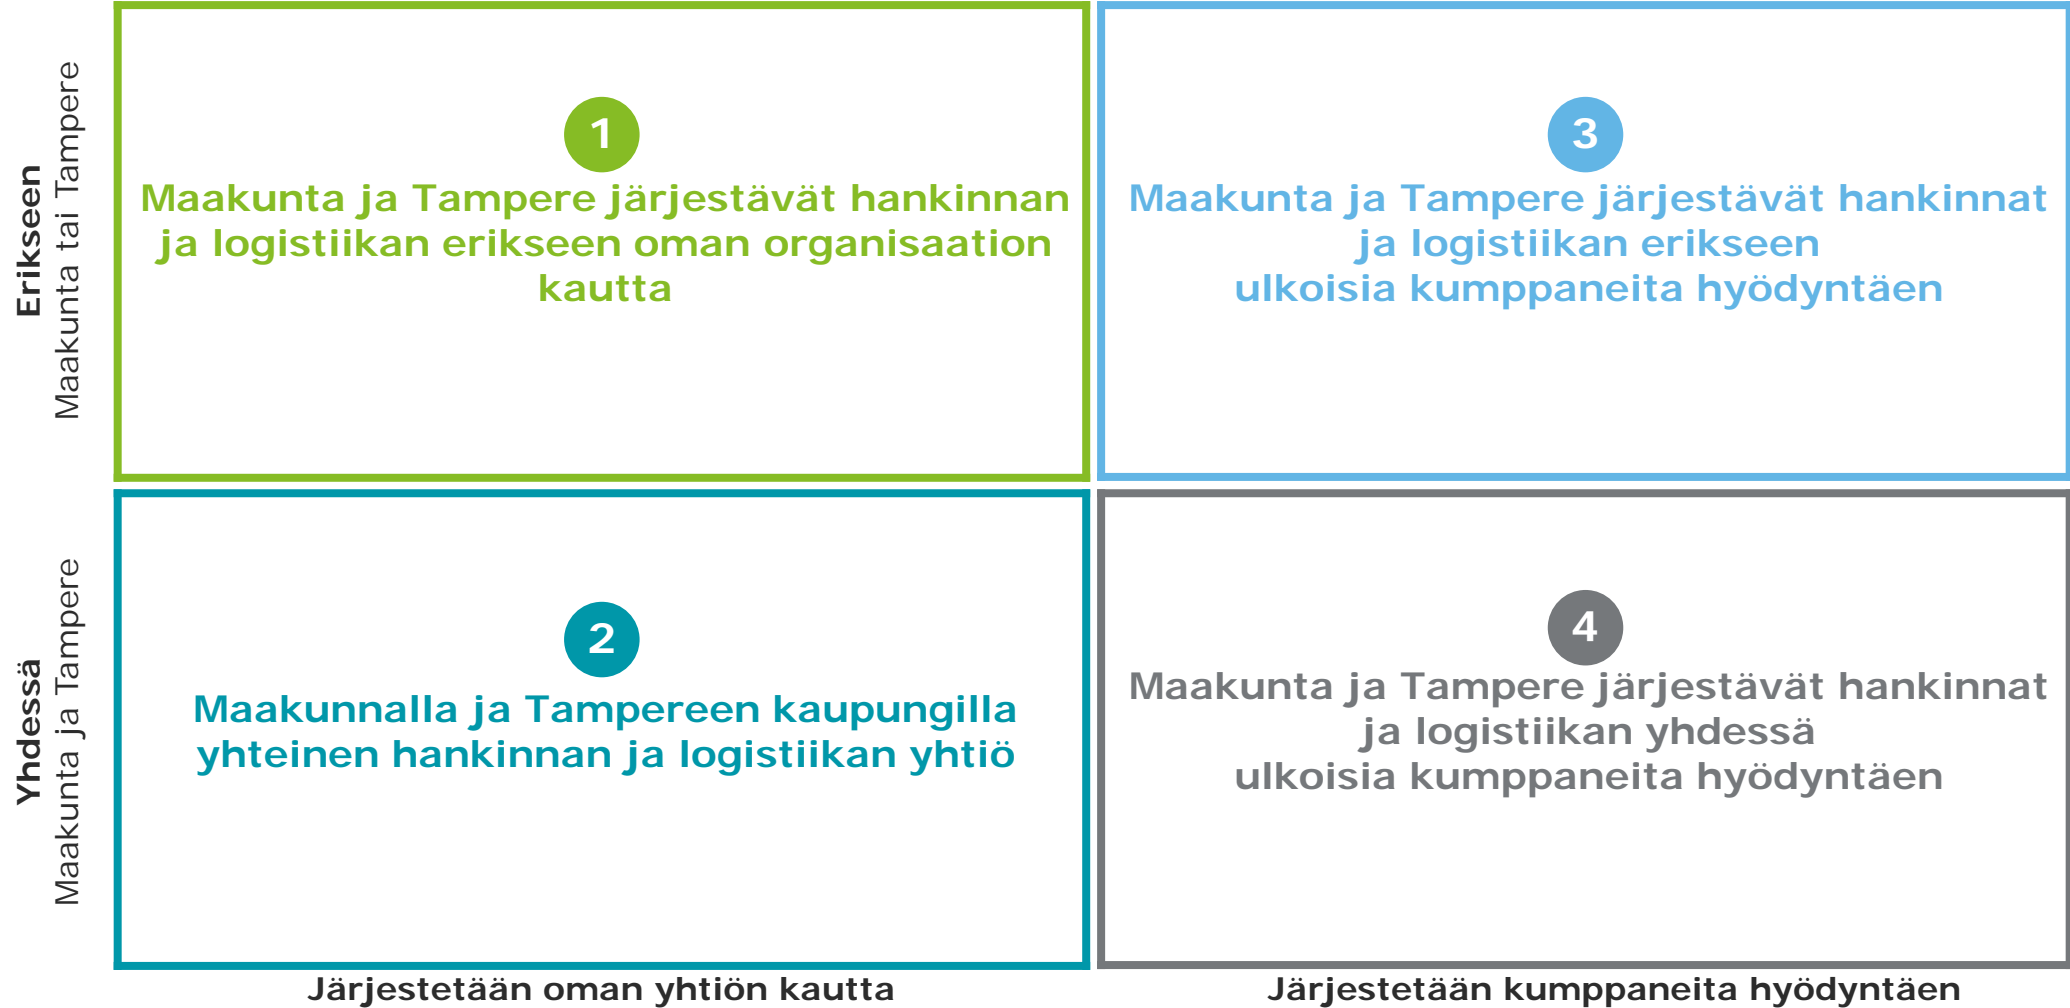 Erikseen
Maakunta tai Tampere
1
Maakunta ja Tampere järjestävät hankinnan
ja logistiikan erikseen oman organisaation
kautta
3
Maakunta ja Tampere järjestävät hankinnat
ja logistiikan erikseen
ulkoisia kumppaneita hyödyntäen
Yhdessä
Maakunta ja Tampere
2
Maakunnalla ja Tampereen kaupungilla
yhteinen hankinnan ja logistiikan yhtiö
4
Maakunta ja Tampere järjestävät hankinnat
ja logistiikan yhdessä
ulkoisia kumppaneita hyödyntäen
Järjestetään oman yhtiön kautta
Järjestetään kumppaneita hyödyntäen